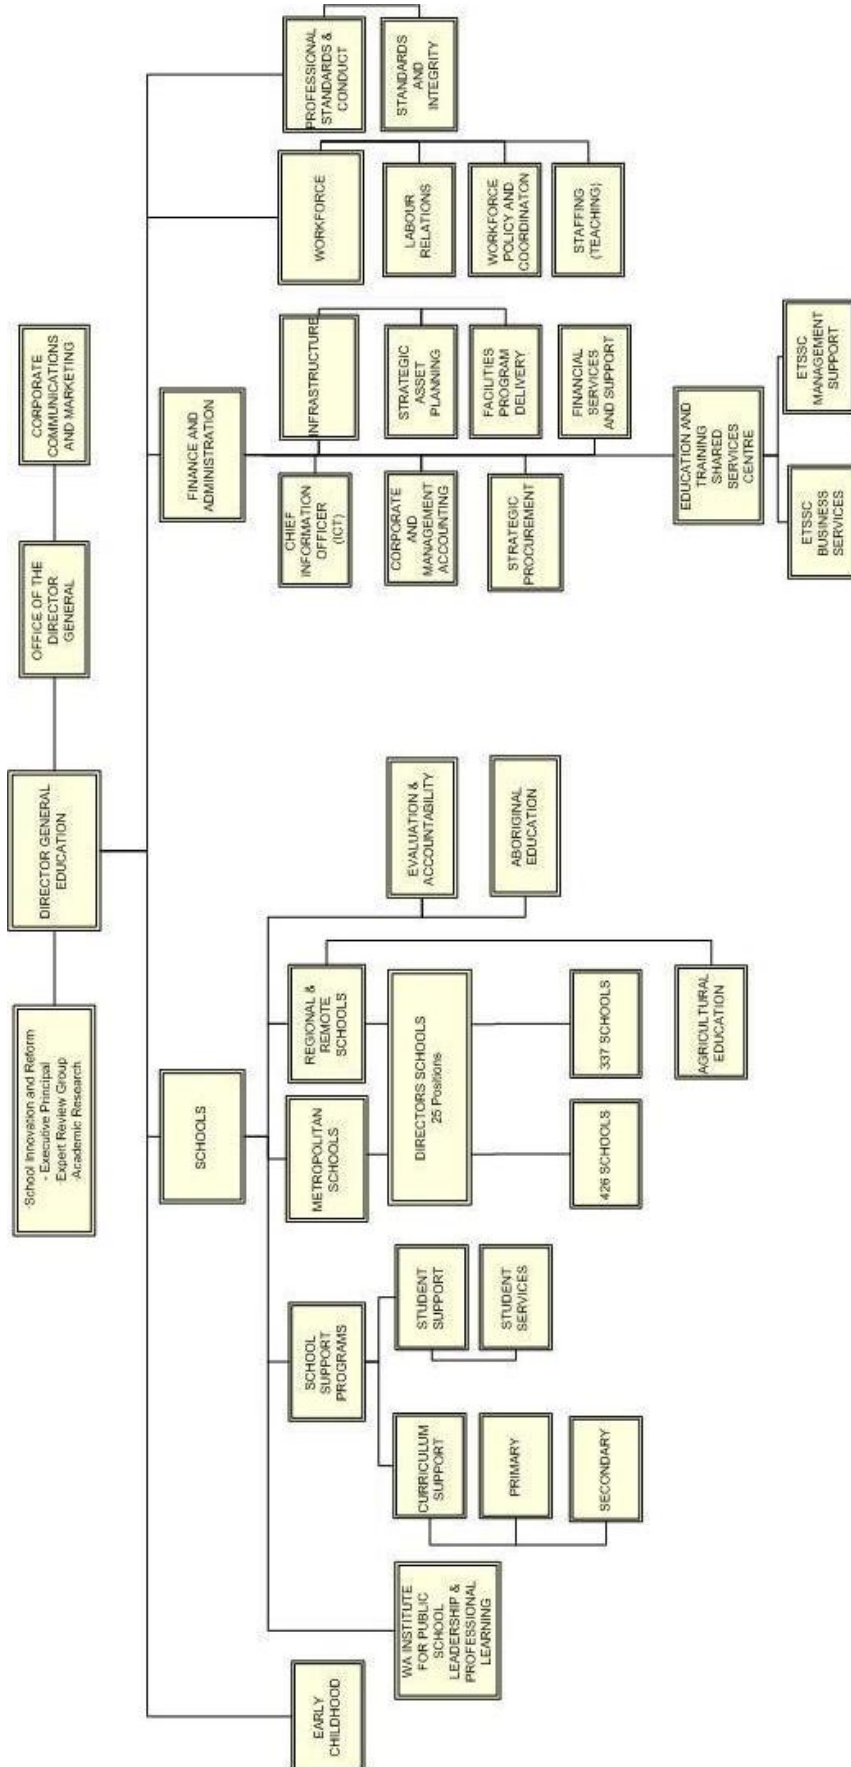 School Innovation and Reform
- Executive Principal
Expert Review Group
Academic Research
DIRECTOR GENERAL
EDUCATION
OFFICE OF THE
DIRECTOR
GENERAL
CORPORATE
COMMUNICATIONS
AND MARKETING
EARLY
CHILDHOOD
SCHOOLS
FINANCE AND
ADMINISTRATION
WORKFORCE
PROFESSIONAL
STANDARDS &
CONDUCT
STANDARDS
AND
INTEGRITY
WA INSTITUTE
FOR PUBLIC
SCHOOL
LEADERSHIP &
PROFESSIONAL
LEARNING
SCHOOL
SUPPORT
PROGRAMS
CURRICULUM
SUPPORT
PRIMARY
SECONDARY
STUDENT
SUPPORT
STUDENT
SERVICES
METROPOLITAN
SCHOOLS
REGIONAL &
REMOTE
SCHOOLS
DIRECTORS SCHOOLS
25 Positions
426 SCHOOLS
337 SCHOOLS
AGRICULTURAL
EDUCATION
EVALUATION &
ACCOUNTABILITY
ABORIGINAL
EDUCATION
CHIEF
INFORMATION
OFFICER
(ICT)
CORPORATE
AND
MANAGEMENT
ACCOUNTING
STRATEGIC
PROCUREMENT
INFRASTRUCTURE
STRATEGIC
ASSET
PLANNING
FACILITIES
PROGRAM
DELIVERY
FINANCIAL
SERVICES
AND SUPPORT
EDUCATION AND
TRAINING
SHARED
SERVICES
CENTRE
ETSSC
BUSINESS
SERVICES
ETSSC
MANAGEMENT
SUPPORT
LABOUR
RELATIONS
WORKFORCE
POLICY AND
COORDINATON
STAFFING
(TEACHING)